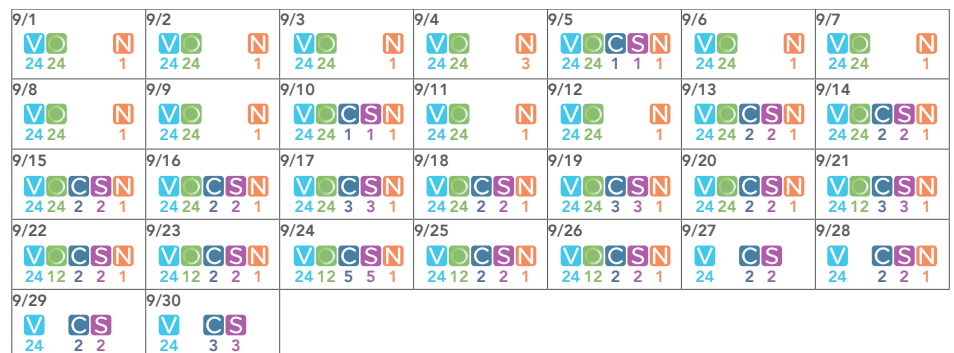 9/1 9/2 9/3 9/4 9/5 9/6 9/7
V O N V O N V O N V O N V O C S N V O N V O N
24 24 1 24 24 1 24 24 1 24 24 3 24 24 1 1 1 24 24 1 24 24 1
9/8 9/9 9/10 9/11 9/12 9/13 9/14
V O N V O N V O C S N V O N V O N V O C S N V O C S N
24 24 1 24 24 1 24 24 1 1 1 24 24 1 24 24 1 24 24 2 2 1 24 24 2 2 1
9/15 9/16 9/17 9/18 9/19 9/20 9/21
V O C S N V O C S N V O C S N V O C S N V O C S N V O C S N V O C S N
24 24 2 2 1 24 24 2 2 1 24 24 3 3 1 24 24 2 2 1 24 24 3 3 1 24 24 2 2 1 24 12 3 3 1
9/22 9/23 9/24 9/25 9/26 9/27 9/28
V O C S N V O C S N V O C S N V O C S N V O C S N V C S V C S N
24 12 2 2 1 24 12 2 2 1 24 12 5 5 1 24 12 2 2 1 24 12 2 2 1 24 2 2 24 2 2 1
9/29 9/30
V C S V C S
24 2 2 24 3 3